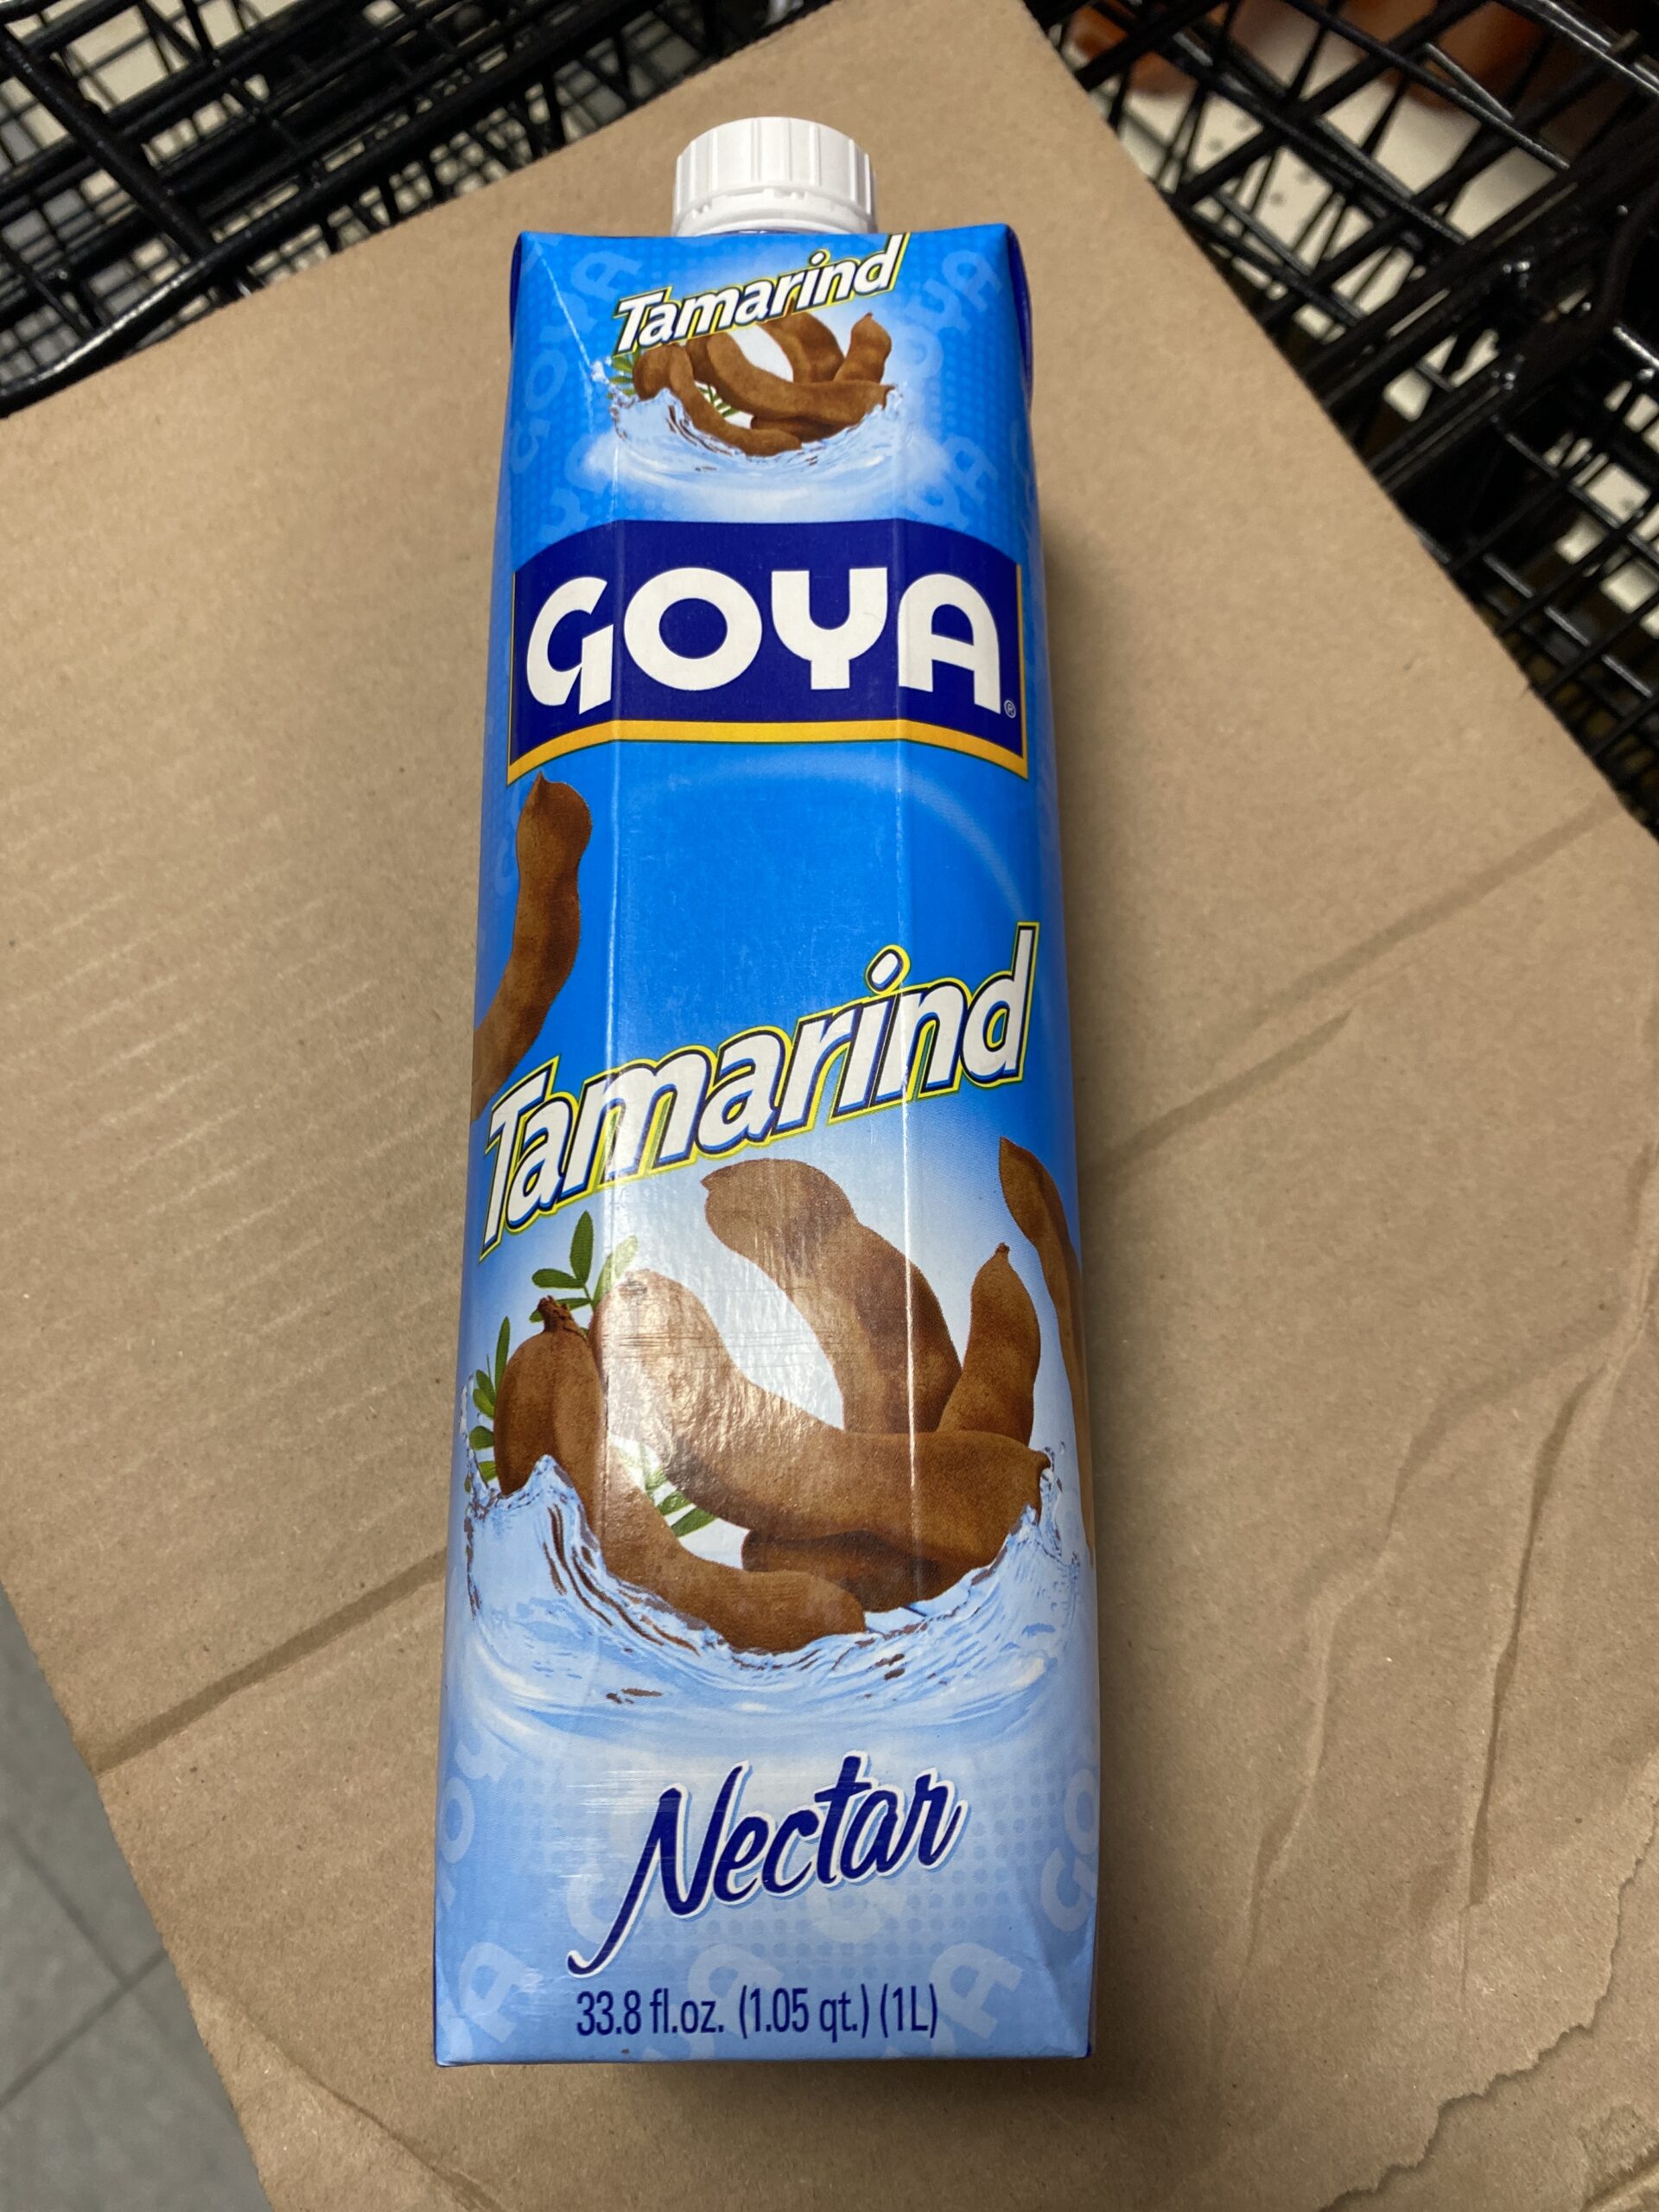 Tamarind
GOYA®
Tamarind
Nectar
33.8 fl.oz. (1.05 qt.) (1L)